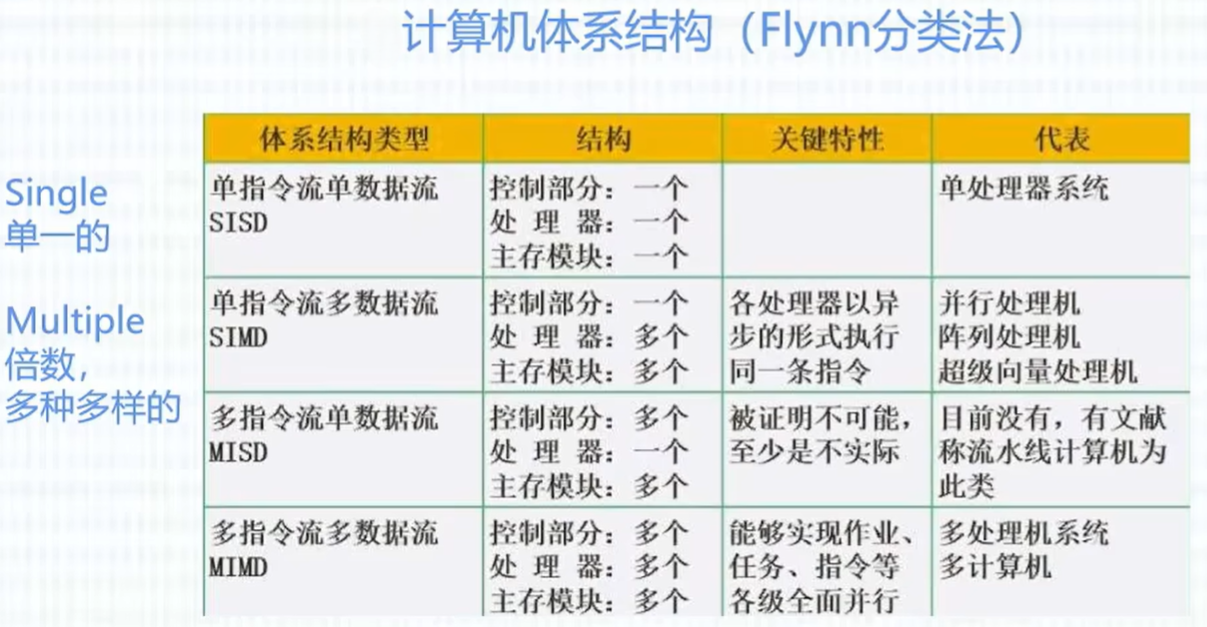 计算机体系结构（Flynn分类法）
Single
单一的
Multiple
倍数，
多种多样的
体系结构类型 结构 关键特性 代表
单指令流单数据流
SISD
控制部分：一个
处 理 器：一个
主存模块：一个
单处理器系统
单指令流多数据流
SIMD
控制部分：一个
处 理 器：多个
主存模块：多个
各处理器以异
步的形式执行
同一条指令
并行处理机
阵列处理机
超级向量处理机
多指令流单数据流
MISD
控制部分：多个
处 理 器：一个
主存模块：多个
被证明不可能，
至少是不实际
目前没有，有文献
称流水线计算机为
此类
多指令流多数据流
MIMD
控制部分：多个
处 理 器：多个
主存模块：多个
能够实现作业、
任务、指令等
各级全面并行
多处理机系统
多计算机